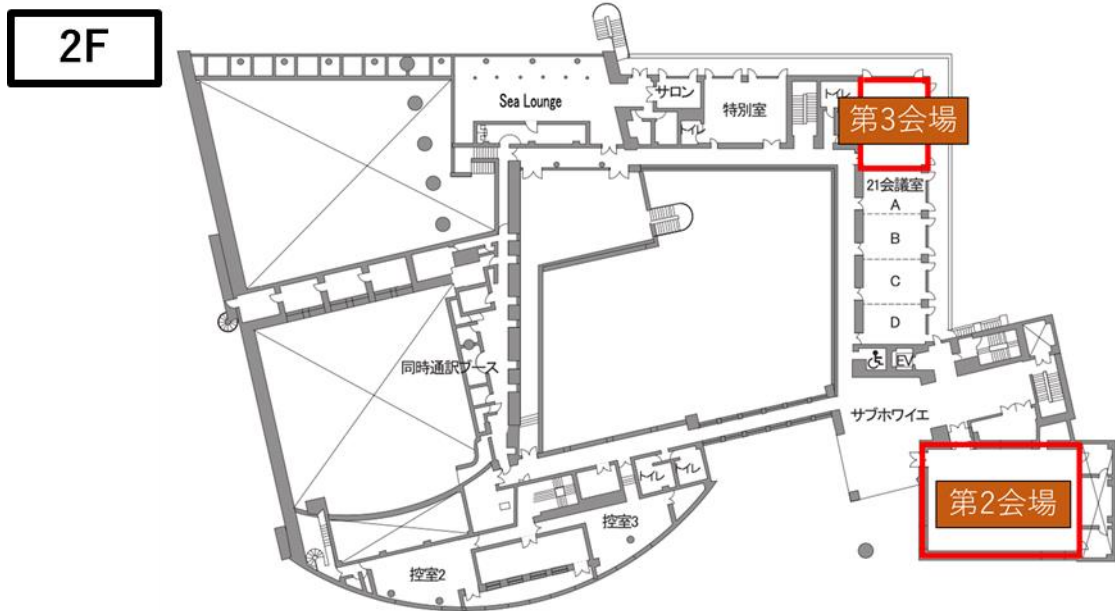 2F
Sea Lounge
サロン
トイレ
特別室
トイレ
第3会場
21会議室
A
B
C
D
同時通訳ブース
EV
サブホワイエ
トイレ
トイレ
第2会場
控室3
控室2